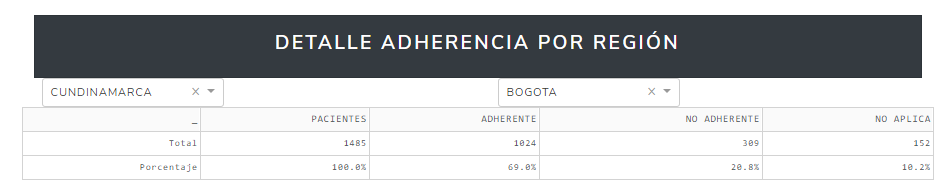 DETALLE ADHERENCIA POR REGIÓN
CUNDINAMARCA × BOGOTA ×
_ PACIENTES ADHERENTE NO ADHERENTE NO APLICA
Total 1485 1024 309 152
Porcentaje 100.0% 69.0% 20.8% 10.2%